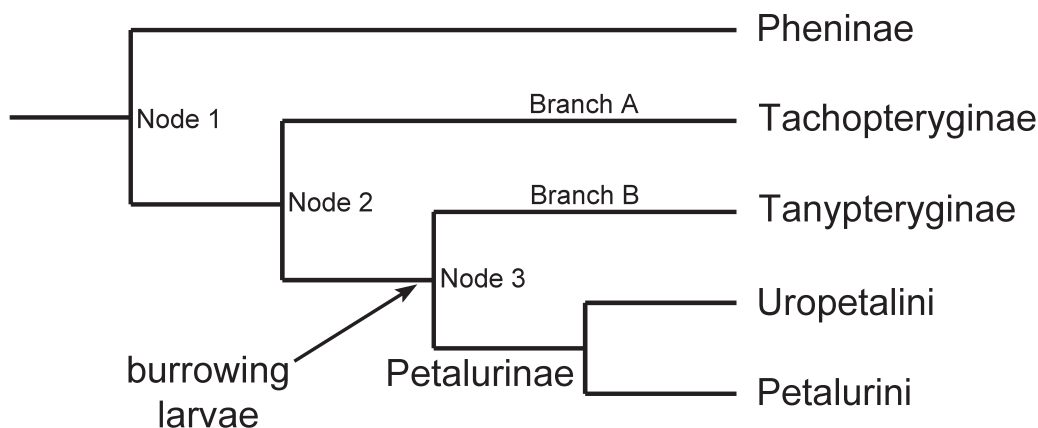 Pheninae
Branch A
Node 1
Tachopteryginae
Branch B
Node 2
Tanypteryginae
Node 3
Uropetalini
burrowing
larvae
Petalurinae
Petalurini